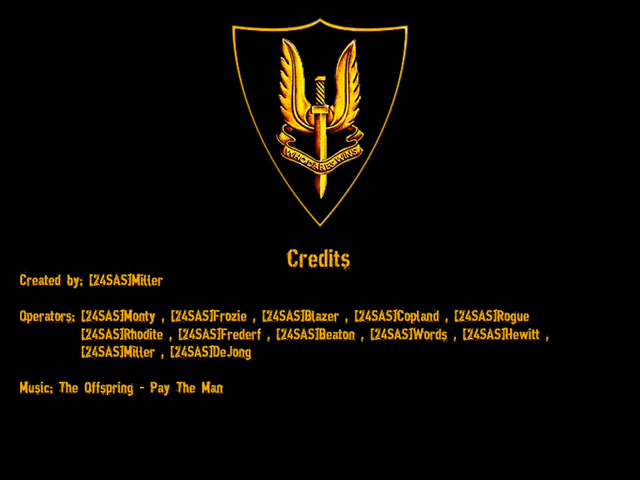 WHO DARES WINS
Credits
Created by: [24SAS]Miller
Operators: [24SAS]Monty , [24SAS]Frozie , [24SAS]Blazer , [24SAS]Copland , [24SAS]Rogue
[24SAS]Rhodite , [24SAS]Frederf , [24SAS]Beaton , [24SAS]Words , [24SAS]Hewitt ,
[24SAS]Miller , [24SAS]DeJong
Music: The Offspring - Pay The Man